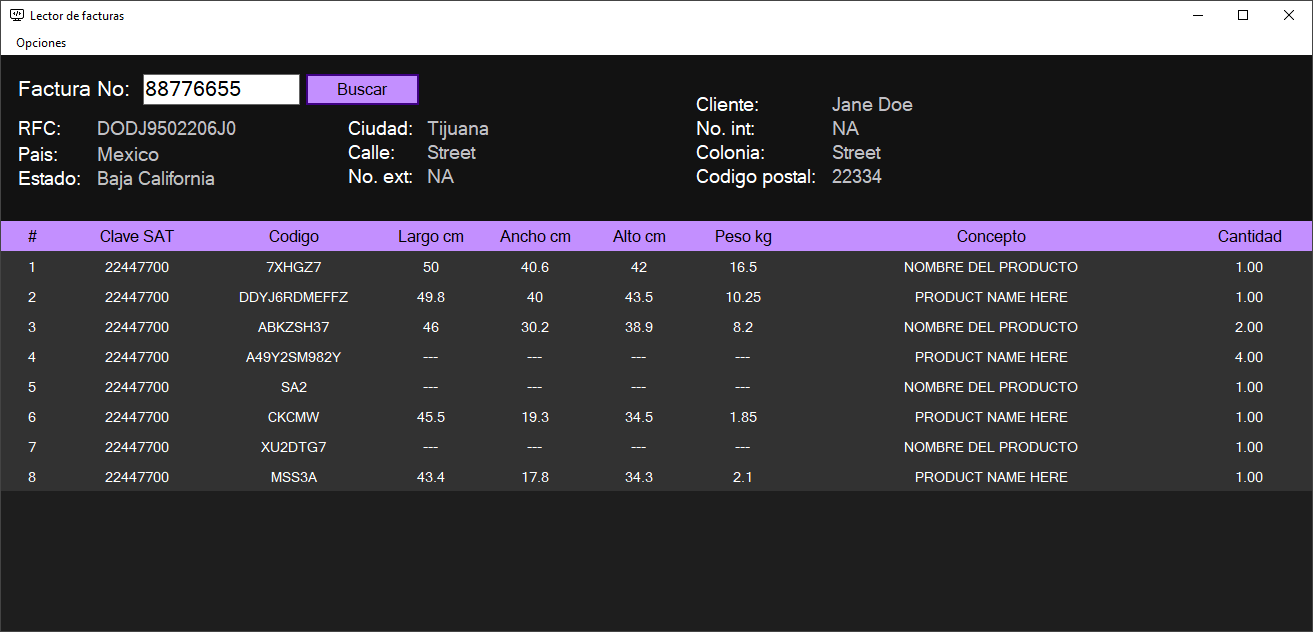 Lector de facturas
Opciones
Factura No: 88776655 Buscar
RFC: DODJ9502206J0
Pais: Mexico
Estado: Baja California
Ciudad: Tijuana
Calle: Street
No. ext: NA
Cliente: Jane Doe
No. int: NA
Colonia: Street
Codigo postal: 22334
# Clave SAT Codigo Largo cm Ancho cm Alto cm Peso kg Concepto Cantidad
1 22447700 7XHGZ7 50 40.6 42 16.5 NOMBRE DEL PRODUCTO 1.00
2 22447700 DDYJ6RDMEFFZ 49.8 40 43.5 10.25 PRODUCT NAME HERE 1.00
3 22447700 ABKZSH37 46 30.2 38.9 8.2 NOMBRE DEL PRODUCTO 2.00
4 22447700 A49Y2SM982Y --- --- --- --- PRODUCT NAME HERE 4.00
5 22447700 SA2 --- --- --- --- NOMBRE DEL PRODUCTO 1.00
6 22447700 CKCMW 45.5 19.3 34.5 1.85 PRODUCT NAME HERE 1.00
7 22447700 XU2DTG7 --- --- --- --- NOMBRE DEL PRODUCTO 1.00
8 22447700 MSS3A 43.4 17.8 34.3 2.1 PRODUCT NAME HERE 1.00